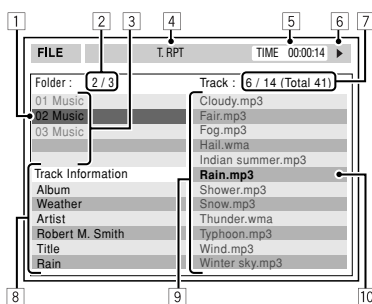 1 2 3 4 5 6 7
FILE T. RPT TIME 00:00:14
Folder : 2 / 3 Track : 6 / 14 (Total 41)
01 Music
02 Music
03 Music
Cloudy.mp3
Fair.mp3
Fog.mp3
Hail.wma
Indian summer.mp3
Rain.mp3
Shower.mp3
Snow.mp3
Thunder.wma
Typhoon.mp3
Wind.mp3
Winter sky.mp3
Track Information
Album
Weather
Artist
Robert M. Smith
Title
Rain
8 9 10